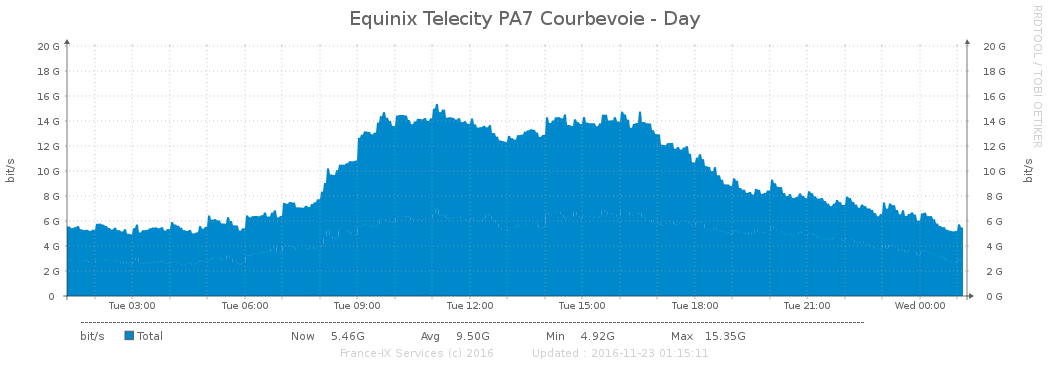 Equinix Telecity PA7 Courbevoie - Day
RRDTOOL / TOBI OETIKER
bit/s
20 G
18 G
16 G
14 G
12 G
10 G
8 G
6 G
4 G
2 G
0
20 G
18 G
16 G
14 G
12 G
10 G
8 G
6 G
4 G
2 G
0 G
bit/s
Tue 03:00 Tue 06:00 Tue 09:00 Tue 12:00 Tue 15:00 Tue 18:00 Tue 21:00 Wed 00:00
bit/s Total Now 5.46G Avg 9.50G Min 4.92G Max 15.35G
France-IX Services (c) 2016 Updated : 2016-11-23 01:15:11